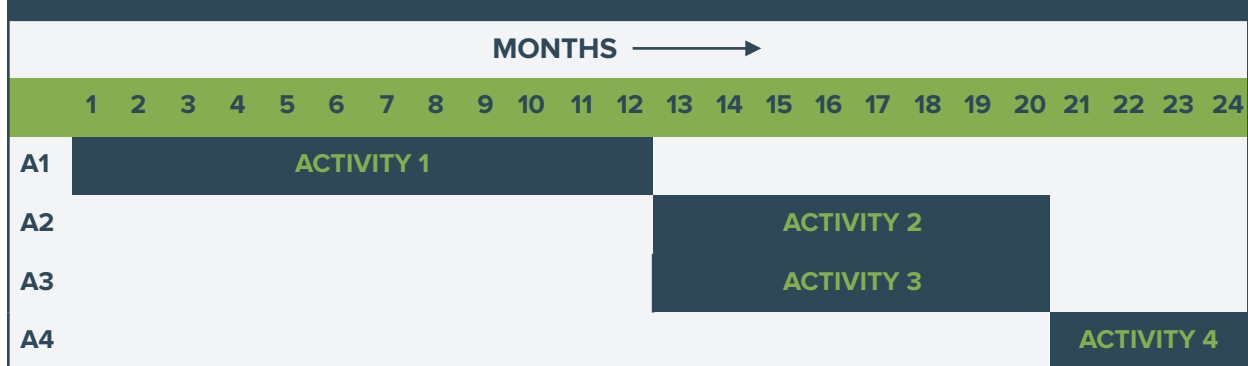 MONTHS
1 2 3 4 5 6 7 8 9 10 11 12 13 14 15 16 17 18 19 20 21 22 23 24
A1 ACTIVITY 1
A2 ACTIVITY 2
A3 ACTIVITY 3
A4 ACTIVITY 4